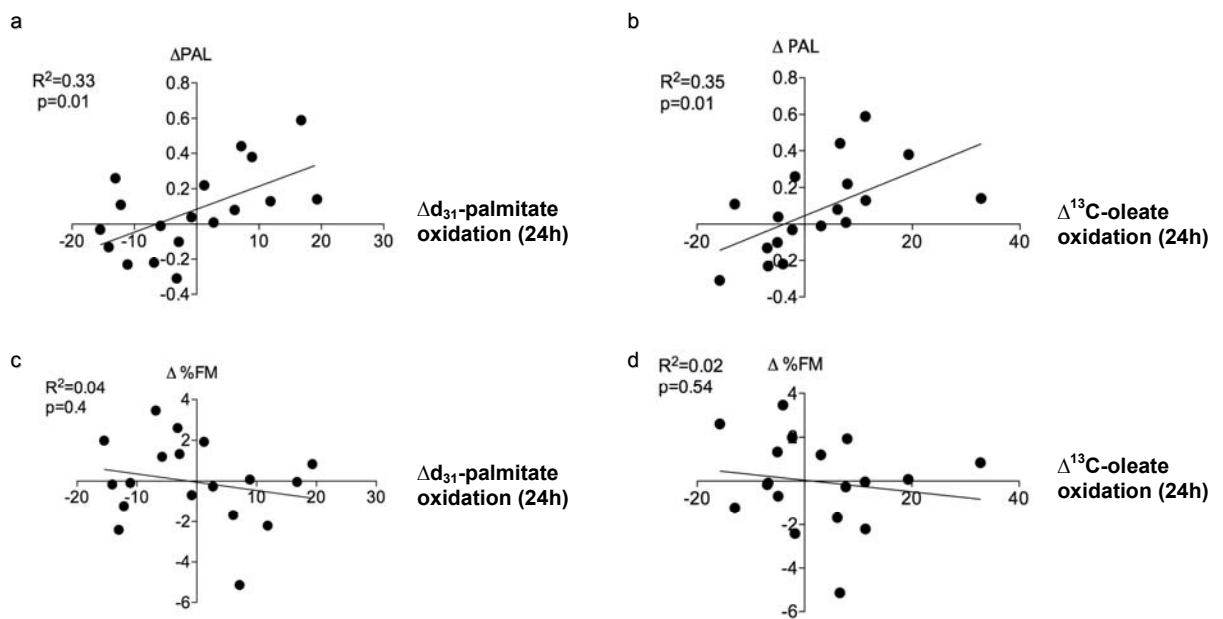 a
ΔPAL
R²=0.33
p=0.01
0.8
0.6
0.4
0.2
-20 -10 0 10 20 30
-0.2
-0.4
Δd₃₁-palmitate
oxidation (24h)
b
Δ PAL
R²=0.35
p=0.01
0.8
0.6
0.4
0.2
-20 0 20 40
0.2
-0.4
Δ¹³C-oleate
oxidation (24h)
c
Δ %FM
R²=0.04
p=0.4
4
2
-20 -10 0 10 20 30
-2
-4
-6
Δd₃₁-palmitate
oxidation (24h)
d
Δ %FM
R²=0.02
p=0.54
4
2
-20 0 20 40
-2
-4
-6
Δ¹³C-oleate
oxidation (24h)